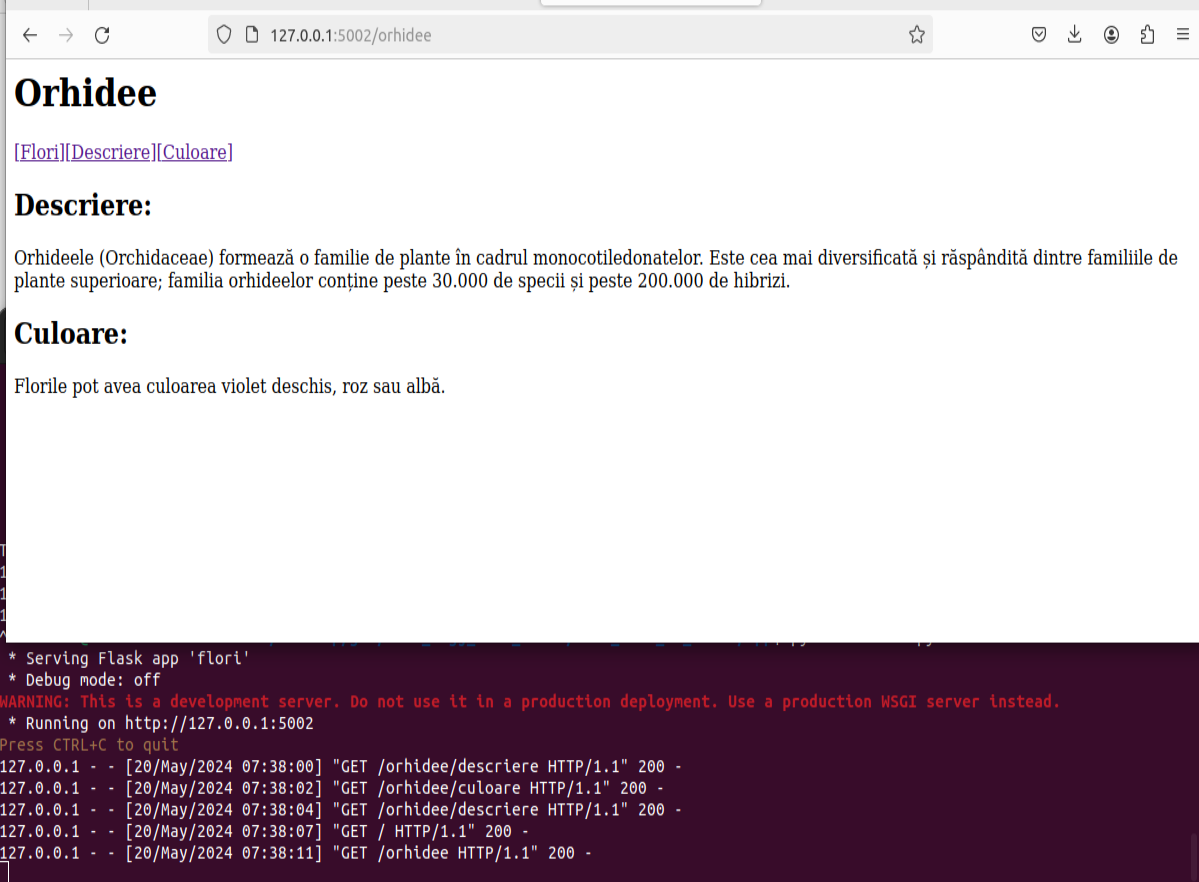 127.0.0.1:5002/orhidee
Orhidee
[Flori][Descriere][Culoare]
Descriere:
Orhideele (Orchidaceae) formează o familie de plante în cadrul monocotiledonatelor. Este cea mai diversificată și răspândită dintre familiile de
plante superioare; familia orhideelor conține peste 30.000 de specii și peste 200.000 de hibrizi.
Culoare:
Florile pot avea culoarea violet deschis, roz sau albă.
T
1
1
1
^
* Serving Flask app 'flori'
* Debug mode: off
WARNING: This is a development server. Do not use it in a production deployment. Use a production WSGI server instead.
* Running on http://127.0.0.1:5002
Press CTRL+C to quit
127.0.0.1 - - [20/May/2024 07:38:00] "GET /orhidee/descriere HTTP/1.1" 200 -
127.0.0.1 - - [20/May/2024 07:38:02] "GET /orhidee/culoare HTTP/1.1" 200 -
127.0.0.1 - - [20/May/2024 07:38:04] "GET /orhidee/descriere HTTP/1.1" 200 -
127.0.0.1 - - [20/May/2024 07:38:07] "GET / HTTP/1.1" 200 -
127.0.0.1 - - [20/May/2024 07:38:11] "GET /orhidee HTTP/1.1" 200 -